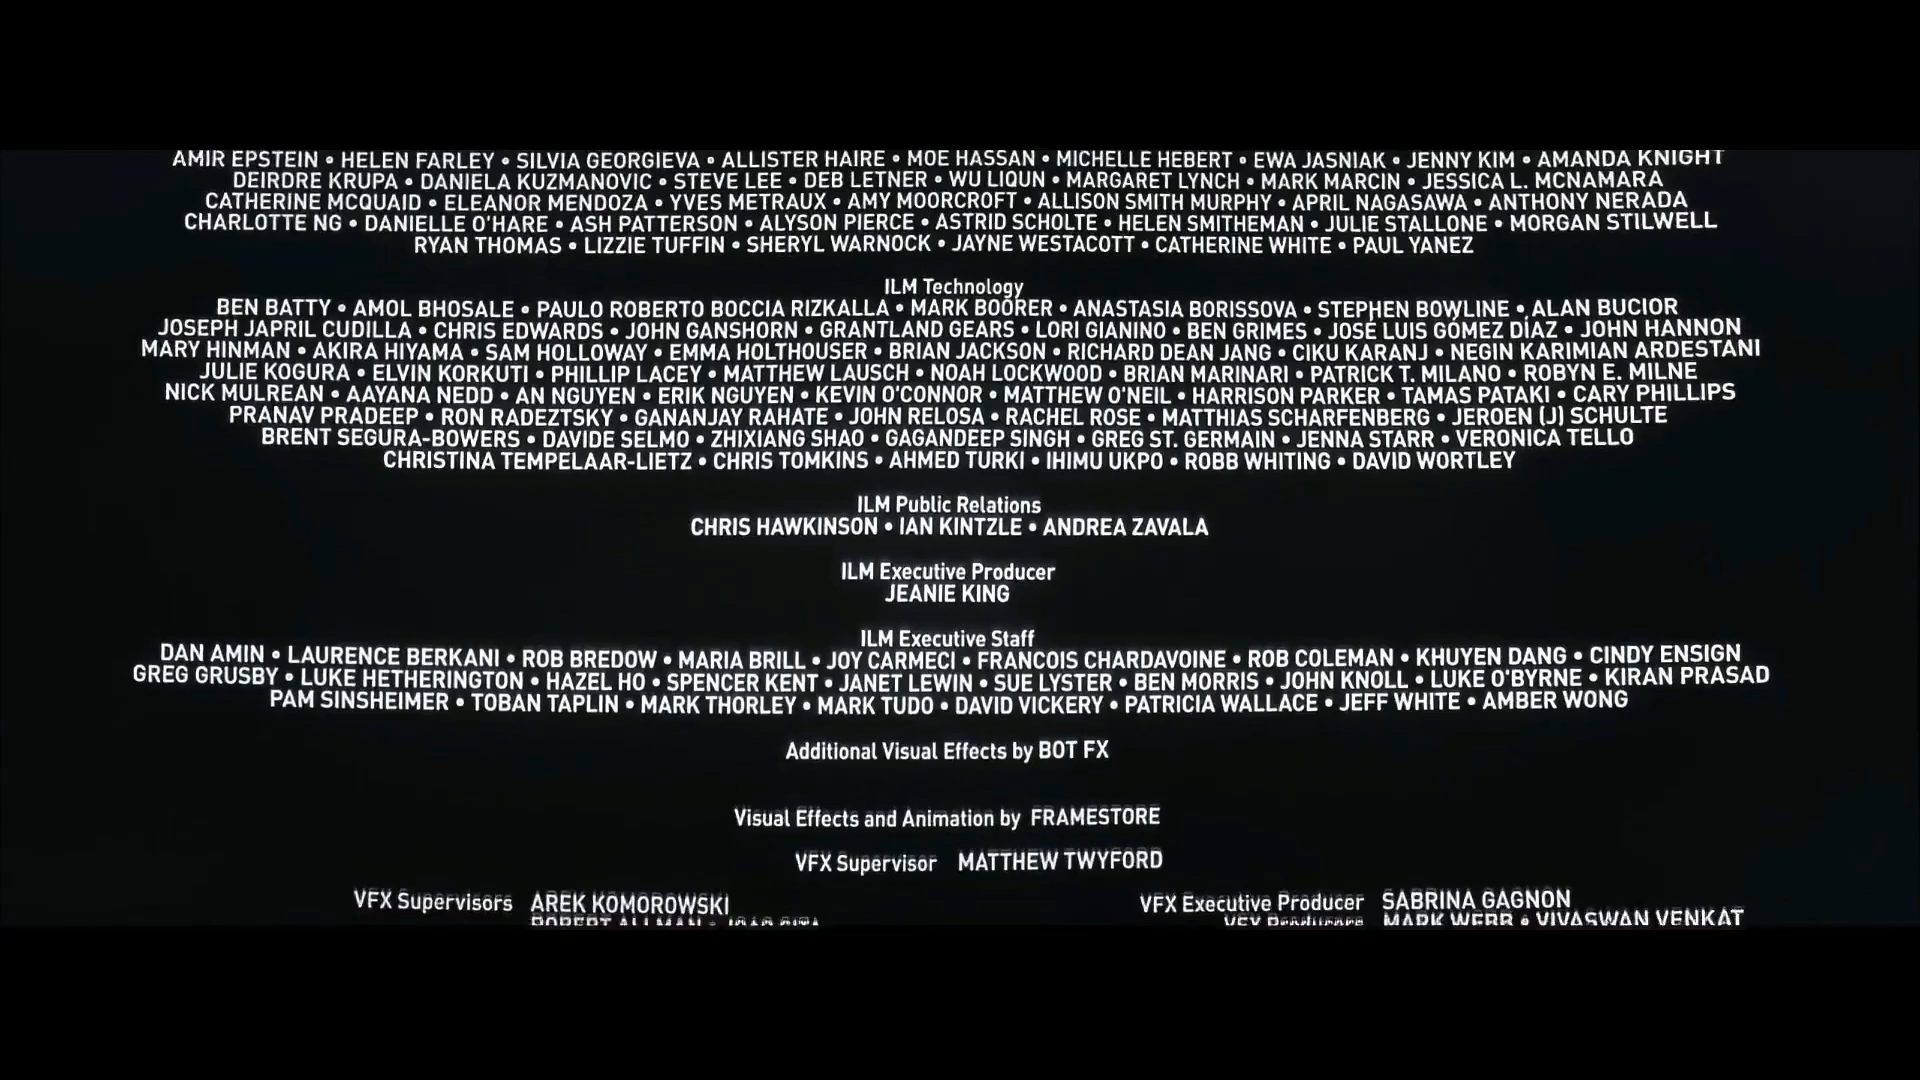 AMIR EPSTEIN • HELEN FARLEY • SILVIA GEORGIEVA • ALLISTER HAIRE • MOE HASSAN • MICHELLE HEBERT • EWA JASNIAK • JENNY KIM • AMANDA KNIGHT
DEIRDRE KRUPA • DANIELA KUZMANOVIC • STEVE LEE • DEB LETNER • WU LIQUN • MARGARET LYNCH • MARK MARCIN • JESSICA L. MCNAMARA
CATHERINE MCQUAID • ELEANOR MENDOZA • YVES METRAUX • AMY MOORCROFT • ALLISON SMITH MURPHY • APRIL NAGASAWA • ANTHONY NERADA
CHARLOTTE NG • DANIELLE O'HARE • ASH PATTERSON • ALYSON PIERCE • ASTRID SCHOLTE • HELEN SMITHEMAN • JULIE STALLONE • MORGAN STILWELL
RYAN THOMAS • LIZZIE TUFFIN • SHERYL WARNOCK • JAYNE WESTACOTT • CATHERINE WHITE • PAUL YANEZ
ILM Technology
BEN BATTY • AMOL BHOSALE • PAULO ROBERTO BOCCIA RIZKALLA • MARK BOORER • ANASTASIA BORISSOVA • STEPHEN BOWLINE • ALAN BUCIOR
JOSEPH JAPRIL CUDILLA • CHRIS EDWARDS • JOHN GANSHORN • GRANTLAND GEARS • LORI GIANINO • BEN GRIMES • JOSÉ LUIS GÓMEZ DÍAZ • JOHN HANNON
MARY HINMAN • AKIRA HIYAMA • SAM HOLLOWAY • EMMA HOLTHOUSER • BRIAN JACKSON • RICHARD DEAN JANG • CIKU KARANJ • NEGIN KARIMIAN ARDESTANI
JULIE KOGURA • ELVIN KORKUTI • PHILLIP LACEY • MATTHEW LAUSCH • NOAH LOCKWOOD • BRIAN MARINARI • PATRICK T. MILANO • ROBYN E. MILNE
NICK MULREAN • AAYANA NEDD • AN NGUYEN • ERIK NGUYEN • KEVIN O'CONNOR • MATTHEW O'NEIL • HARRISON PARKER • TAMAS PATAKI • CARY PHILLIPS
PRANAV PRADEEP • RON RADEZTSKY • GANANJAY RAHATE • JOHN RELOSA • RACHEL ROSE • MATTHIAS SCHARFENBERG • JEROEN (J) SCHULTE
BRENT SEGURA-BOWERS • DAVIDE SELMO • ZHIXIANG SHAO • GAGANDEEP SINGH • GREG ST. GERMAIN • JENNA STARR • VERONICA TELLO
CHRISTINA TEMPELAAR-LIETZ • CHRIS TOMKINS • AHMED TURKI • IHIMU UKPO • ROBB WHITING • DAVID WORTLEY
ILM Public Relations
CHRIS HAWKINSON • IAN KINTZLE • ANDREA ZAVALA
ILM Executive Producer
JEANIE KING
ILM Executive Staff
DAN AMIN • LAURENCE BERKANI • ROB BREDOW • MARIA BRILL • JOY CARMECI • FRANCOIS CHARDAVOINE • ROB COLEMAN • KHUYEN DANG • CINDY ENSIGN
GREG GRUSBY • LUKE HETHERINGTON • HAZEL HO • SPENCER KENT • JANET LEWIN • SUE LYSTER • BEN MORRIS • JOHN KNOLL • LUKE O'BYRNE • KIRAN PRASAD
PAM SINSHEIMER • TOBAN TAPLIN • MARK THORLEY • MARK TUDO • DAVID VICKERY • PATRICIA WALLACE • JEFF WHITE • AMBER WONG
Additional Visual Effects by BOT FX
Visual Effects and Animation by FRAMESTORE
VFX Supervisor MATTHEW TWYFORD
VFX Supervisors AREK KOMOROWSKI
VFX Executive Producer SABRINA GAGNON
ROBERT ALLMAN •
VFX Producers MARK WEBB • VIVASWAN VENKAT